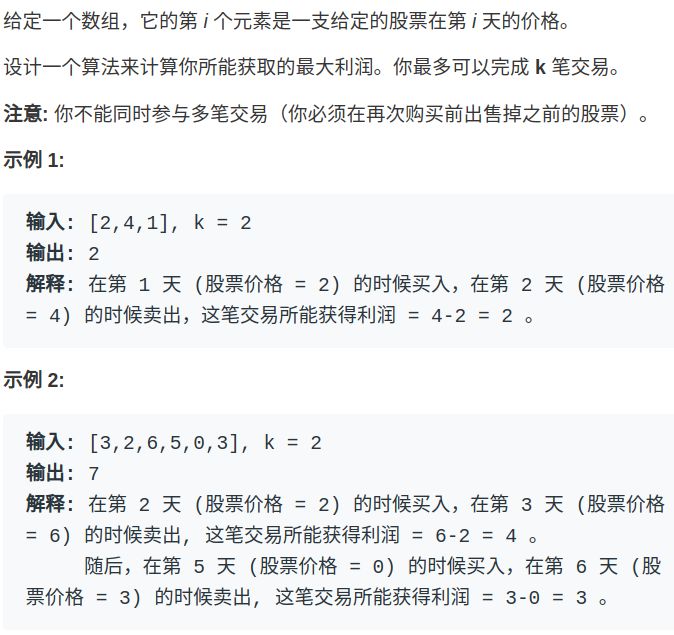 给定一个数组，它的第 i 个元素是一支给定的股票在第 i 天的价格。
设计一个算法来计算你所能获取的最大利润。你最多可以完成 k 笔交易。
注意: 你不能同时参与多笔交易（你必须在再次购买前出售掉之前的股票）。
示例 1:
输入: [2,4,1], k = 2
输出: 2
解释: 在第 1 天 (股票价格 = 2) 的时候买入，在第 2 天 (股票价格
= 4) 的时候卖出，这笔交易所能获得利润 = 4-2 = 2 。
示例 2:
输入: [3,2,6,5,0,3], k = 2
输出: 7
解释: 在第 2 天 (股票价格 = 2) 的时候买入，在第 3 天 (股票价格
= 6) 的时候卖出, 这笔交易所能获得利润 = 6-2 = 4 。
随后，在第 5 天 (股票价格 = 0) 的时候买入，在第 6 天 (股
票价格 = 3) 的时候卖出, 这笔交易所能获得利润 = 3-0 = 3 。